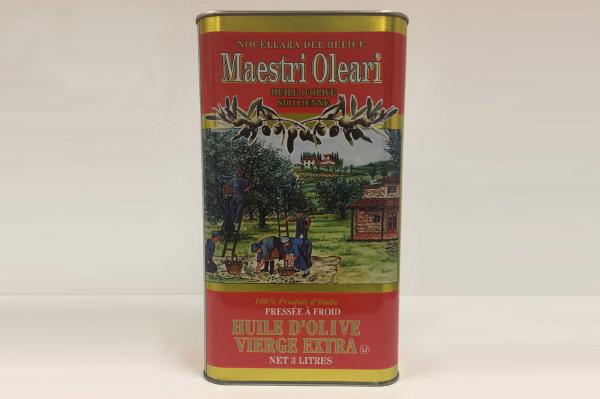 NOCELLARA DEL BELICE
Maestri Oleari
HUILE D'OLIVE
SICILIENNE
100% Produit d'Italie
PRESSÉE À FROID
HUILE D'OLIVE
VIERGE EXTRA U
NET 3 LITRES